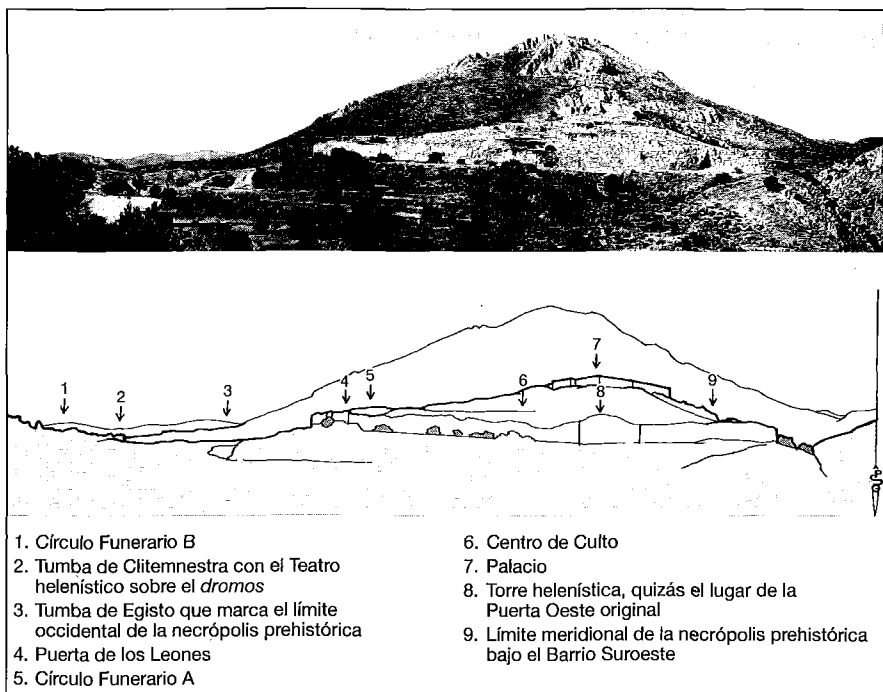 1
2
3
4
5
6
7
8
9
1. Círculo Funerario B
2. Tumba de Clitemnestra con el Teatro
helenístico sobre el dromos
3. Tumba de Egisto que marca el límite
occidental de la necrópolis prehistórica
4. Puerta de los Leones
5. Círculo Funerario A
6. Centro de Culto
7. Palacio
8. Torre helenística, quizás el lugar de la
Puerta Oeste original
9. Límite meridional de la necrópolis prehistórica
bajo el Barrio Suroeste